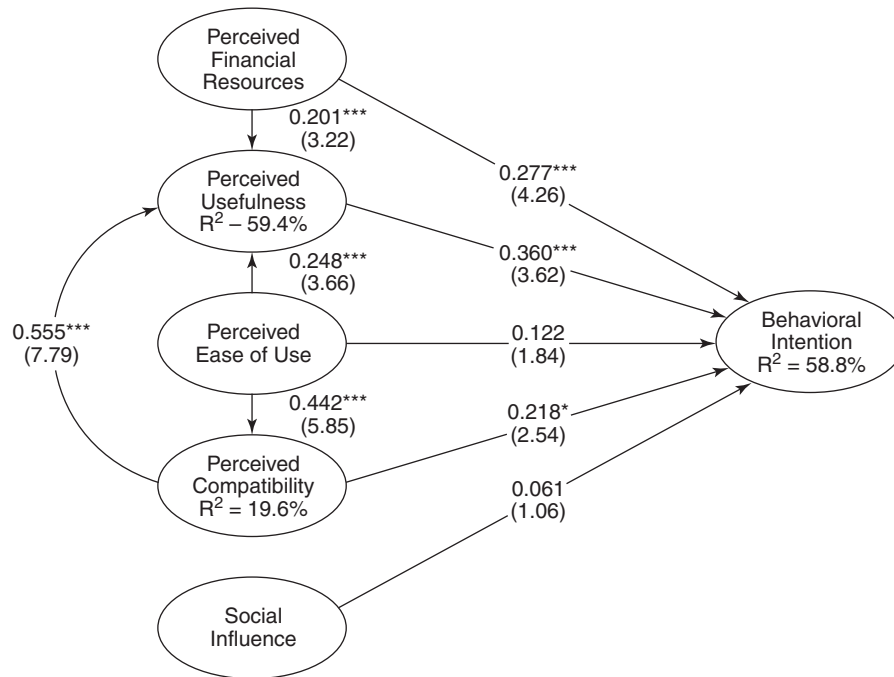 Perceived
Financial
Resources
0.201***
(3.22)
0.277***
(4.26)
Perceived
Usefulness
R² – 59.4%
0.360***
(3.62)
0.248***
(3.66)
0.555***
(7.79)
Perceived
Ease of Use
0.122
(1.84)
Behavioral
Intention
R² = 58.8%
0.442***
(5.85)
0.218*
(2.54)
Perceived
Compatibility
R² = 19.6%
0.061
(1.06)
Social
Influence